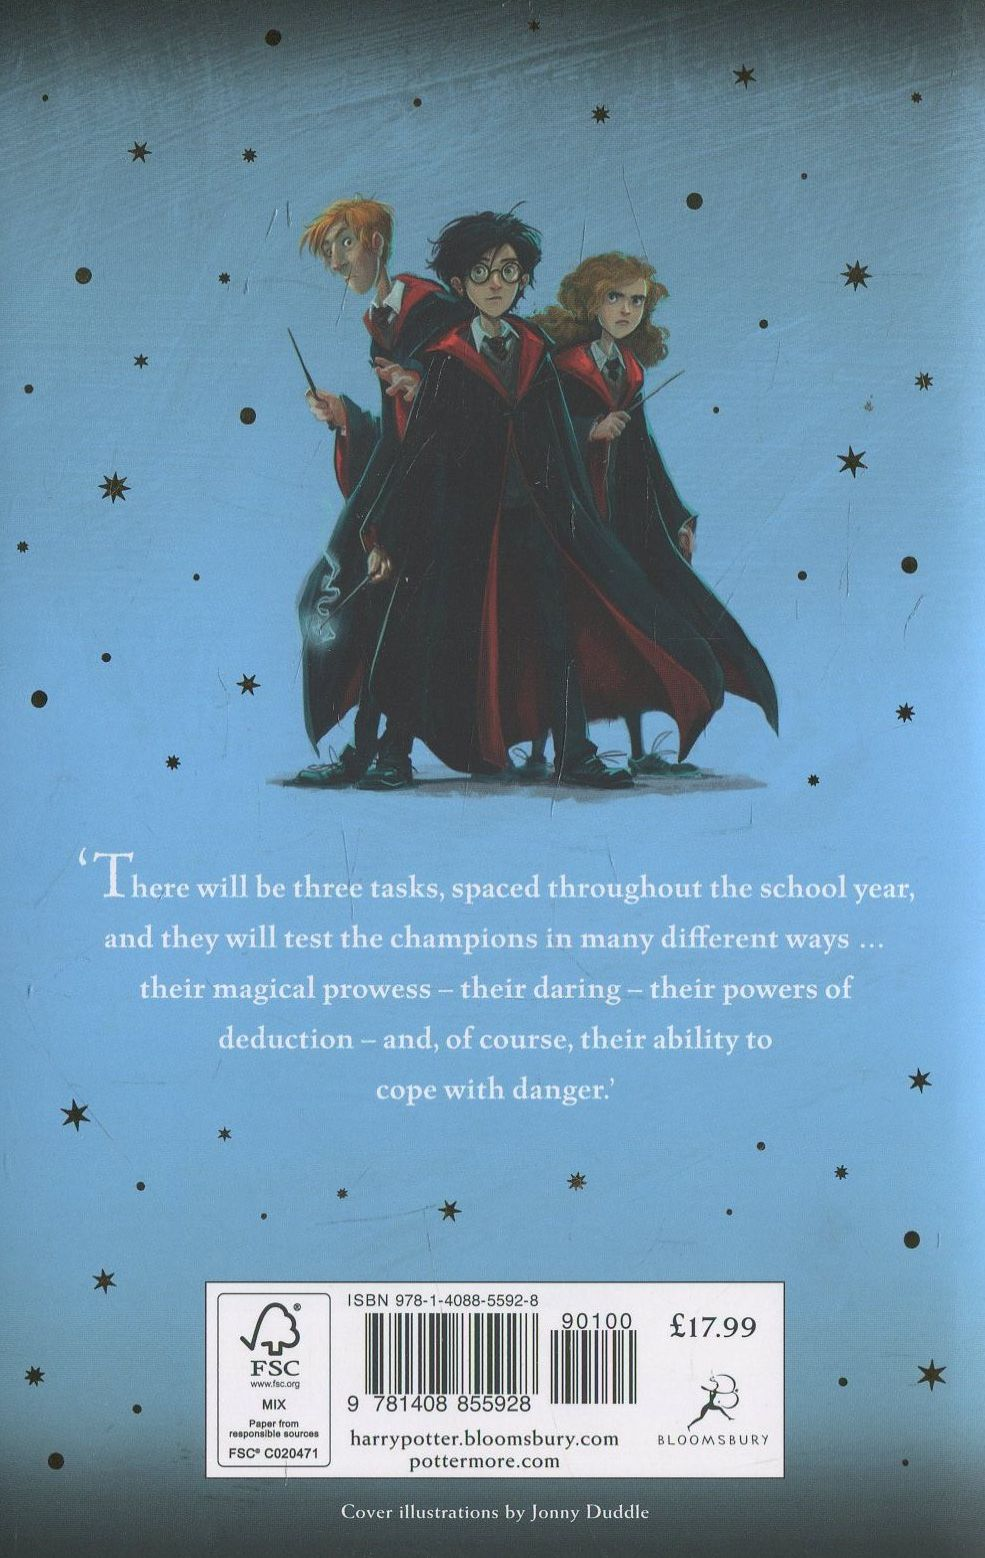 ‘There will be three tasks, spaced throughout the school year,
and they will test the champions in many different ways ...
their magical prowess – their daring – their powers of
deduction – and, of course, their ability to
cope with danger.’
ISBN 978-1-4088-5592-8
90100
£17.99
9 781408 855928
harrypotter.bloomsbury.com
pottermore.com
®
FSC
www.fsc.org
MIX
Paper from
responsible sources
FSC® C020471
B
BLOOMSBURY
Cover illustrations by Jonny Duddle